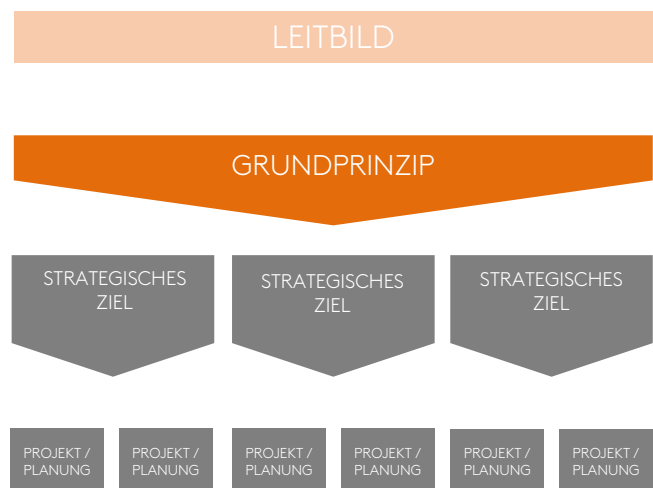 LEITBILD
GRUNDPRINZIP
STRATEGISCHES
ZIEL
STRATEGISCHES
ZIEL
STRATEGISCHES
ZIEL
PROJEKT /
PLANUNG
PROJEKT /
PLANUNG
PROJEKT /
PLANUNG
PROJEKT /
PLANUNG
PROJEKT /
PLANUNG
PROJEKT /
PLANUNG